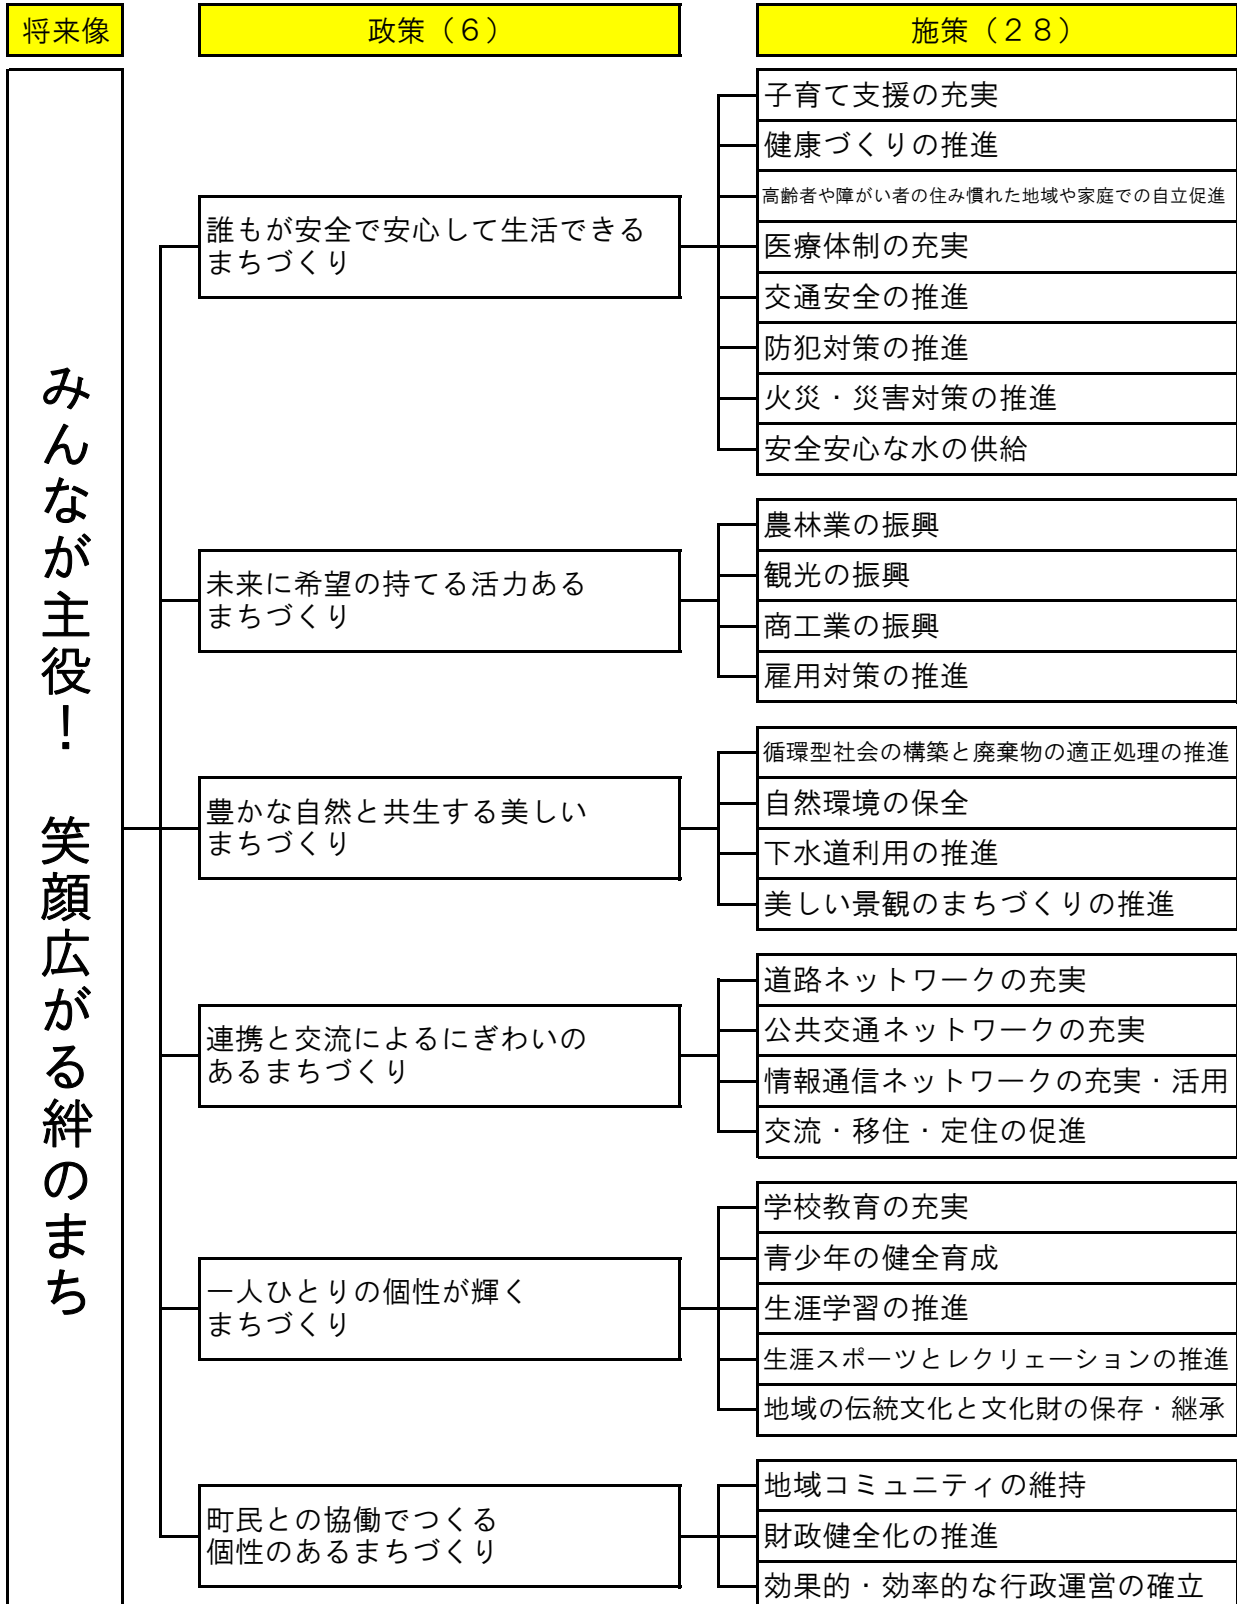 将来像
政策（６）
施策（２８）
みんなが主役！　笑顔広がる絆のまち
誰もが安全で安心して生活できる
まちづくり
子育て支援の充実
健康づくりの推進
高齢者や障がい者の住み慣れた地域や家庭での自立促進
医療体制の充実
交通安全の推進
防犯対策の推進
火災・災害対策の推進
安全安心な水の供給
未来に希望の持てる活力ある
まちづくり
農林業の振興
観光の振興
商工業の振興
雇用対策の推進
豊かな自然と共生する美しい
まちづくり
循環型社会の構築と廃棄物の適正処理の推進
自然環境の保全
下水道利用の推進
美しい景観のまちづくりの推進
連携と交流によるにぎわいの
あるまちづくり
道路ネットワークの充実
公共交通ネットワークの充実
情報通信ネットワークの充実・活用
交流・移住・定住の促進
一人ひとりの個性が輝く
まちづくり
学校教育の充実
青少年の健全育成
生涯学習の推進
生涯スポーツとレクリェーションの推進
地域の伝統文化と文化財の保存・継承
町民との協働でつくる
個性のあるまちづくり
地域コミュニティの維持
財政健全化の推進
効果的・効率的な行政運営の確立